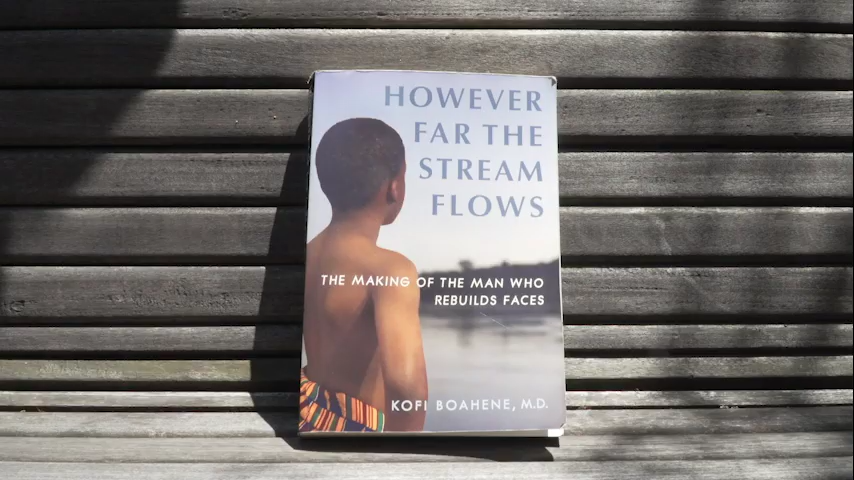 HOWEVER
FAR THE
STREAM
FLOWS
THE MAKING OF THE MAN WHO
REBUILDS FACES
KOFI BOAHENE, M.D.